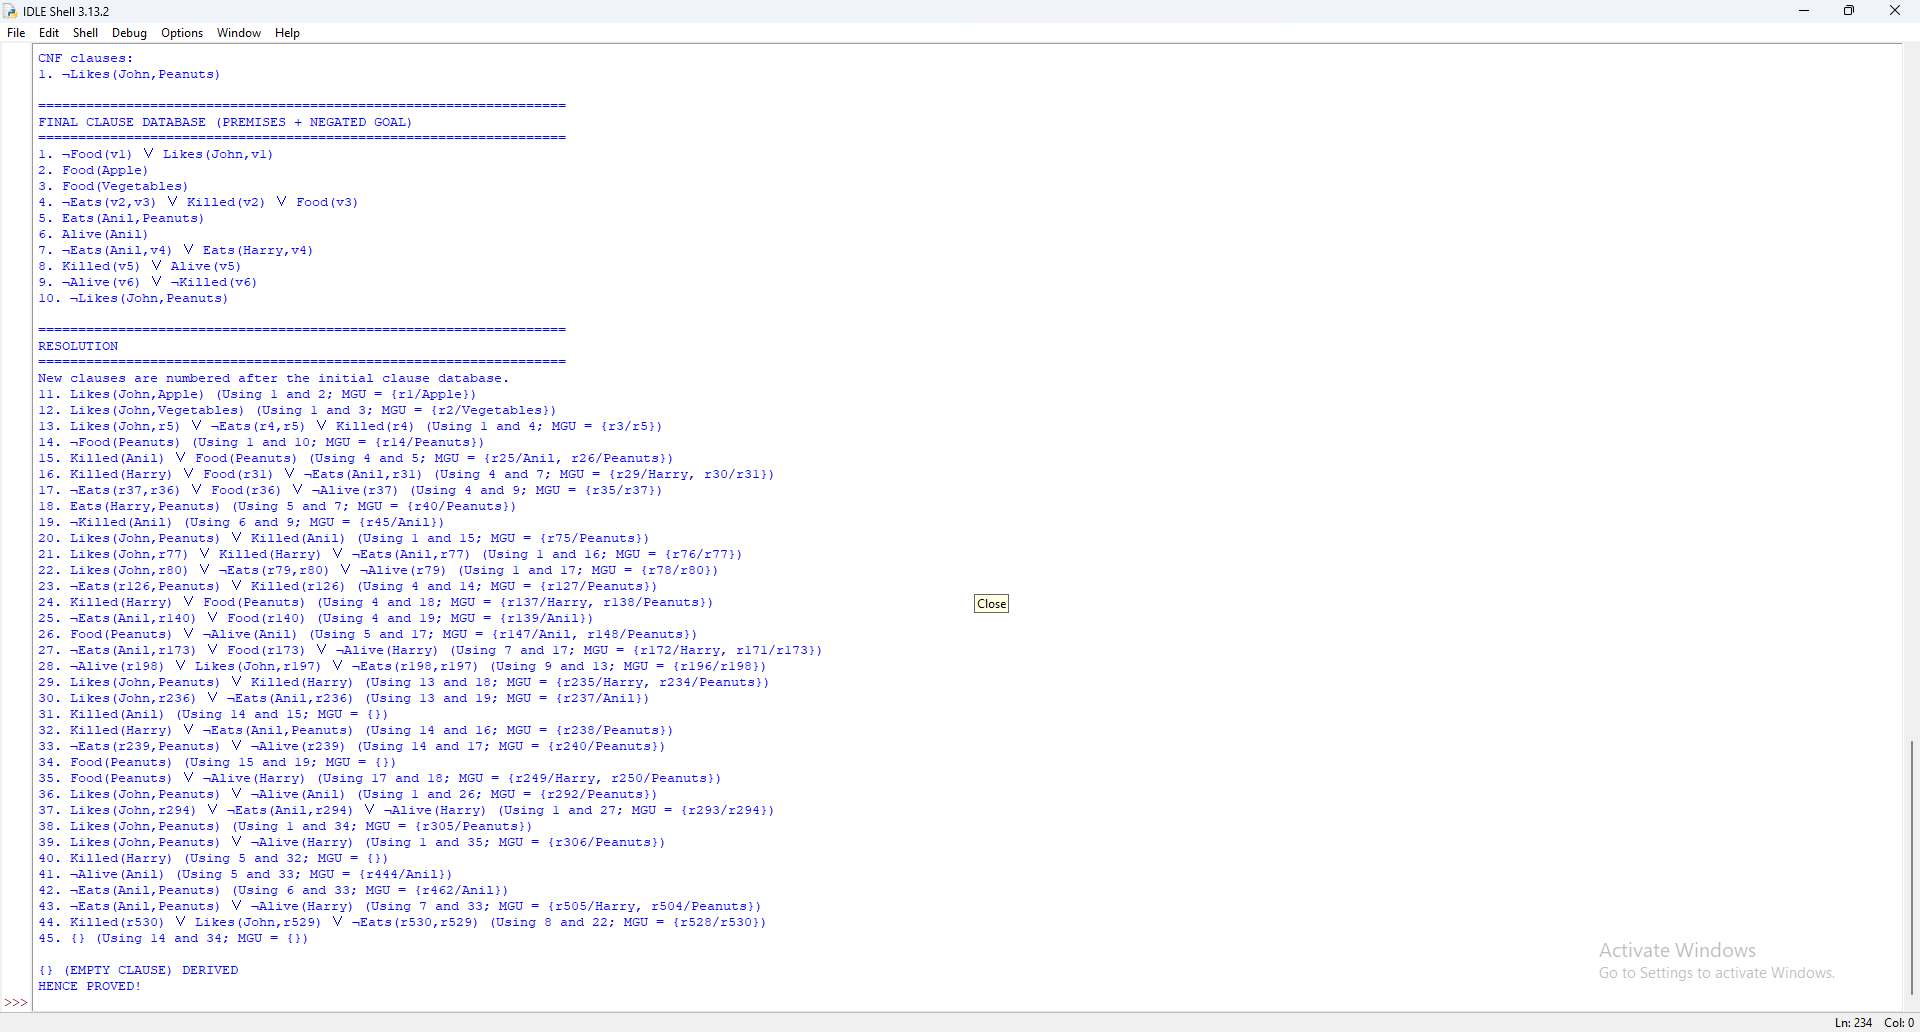 IDLE Shell 3.13.2
File Edit Shell Debug Options Window Help
CNF clauses:
1. ¬Likes(John,Peanuts)
==================================================================
FINAL CLAUSE DATABASE (PREMISES + NEGATED GOAL)
==================================================================
1. ¬Food(v1) ∨ Likes(John,v1)
2. Food(Apple)
3. Food(Vegetables)
4. ¬Eats(v2,v3) ∨ Killed(v2) ∨ Food(v3)
5. Eats(Anil,Peanuts)
6. Alive(Anil)
7. ¬Eats(Anil,v4) ∨ Eats(Harry,v4)
8. Killed(v5) ∨ Alive(v5)
9. ¬Alive(v6) ∨ ¬Killed(v6)
10. ¬Likes(John,Peanuts)
==================================================================
RESOLUTION
==================================================================
New clauses are numbered after the initial clause database.
11. Likes(John,Apple) (Using 1 and 2; MGU = {r1/Apple})
12. Likes(John,Vegetables) (Using 1 and 3; MGU = {r2/Vegetables})
13. Likes(John,r5) ∨ ¬Eats(r4,r5) ∨ Killed(r4) (Using 1 and 4; MGU = {r3/r5})
14. ¬Food(Peanuts) (Using 1 and 10; MGU = {r14/Peanuts})
15. Killed(Anil) ∨ Food(Peanuts) (Using 4 and 5; MGU = {r25/Anil, r26/Peanuts})
16. Killed(Harry) ∨ Food(r31) ∨ ¬Eats(Anil,r31) (Using 4 and 7; MGU = {r29/Harry, r30/r31})
17. ¬Eats(r37,r36) ∨ Food(r36) ∨ ¬Alive(r37) (Using 4 and 9; MGU = {r35/r37})
18. Eats(Harry,Peanuts) (Using 5 and 7; MGU = {r40/Peanuts})
19. ¬Killed(Anil) (Using 6 and 9; MGU = {r45/Anil})
20. Likes(John,Peanuts) ∨ Killed(Anil) (Using 1 and 15; MGU = {r75/Peanuts})
21. Likes(John,r77) ∨ Killed(Harry) ∨ ¬Eats(Anil,r77) (Using 1 and 16; MGU = {r76/r77})
22. Likes(John,r80) ∨ ¬Eats(r79,r80) ∨ ¬Alive(r79) (Using 1 and 17; MGU = {r78/r80})
23. ¬Eats(r126,Peanuts) ∨ Killed(r126) (Using 4 and 14; MGU = {r127/Peanuts})
24. Killed(Harry) ∨ Food(Peanuts) (Using 4 and 18; MGU = {r137/Harry, r138/Peanuts})
Close
25. ¬Eats(Anil,r140) ∨ Food(r140) (Using 4 and 19; MGU = {r139/Anil})
26. Food(Peanuts) ∨ ¬Alive(Anil) (Using 5 and 17; MGU = {r147/Anil, r148/Peanuts})
27. ¬Eats(Anil,r173) ∨ Food(r173) ∨ ¬Alive(Harry) (Using 7 and 17; MGU = {r172/Harry, r171/r173})
28. ¬Alive(r198) ∨ Likes(John,r197) ∨ ¬Eats(r198,r197) (Using 9 and 13; MGU = {r196/r198})
29. Likes(John,Peanuts) ∨ Killed(Harry) (Using 13 and 18; MGU = {r235/Harry, r234/Peanuts})
30. Likes(John,r236) ∨ ¬Eats(Anil,r236) (Using 13 and 19; MGU = {r237/Anil})
31. Killed(Anil) (Using 14 and 15; MGU = {})
32. Killed(Harry) ∨ ¬Eats(Anil,Peanuts) (Using 14 and 16; MGU = {r238/Peanuts})
33. ¬Eats(r239,Peanuts) ∨ ¬Alive(r239) (Using 14 and 17; MGU = {r240/Peanuts})
34. Food(Peanuts) (Using 15 and 19; MGU = {})
35. Food(Peanuts) ∨ ¬Alive(Harry) (Using 17 and 18; MGU = {r249/Harry, r250/Peanuts})
36. Likes(John,Peanuts) ∨ ¬Alive(Anil) (Using 1 and 26; MGU = {r292/Peanuts})
37. Likes(John,r294) ∨ ¬Eats(Anil,r294) ∨ ¬Alive(Harry) (Using 1 and 27; MGU = {r293/r294})
38. Likes(John,Peanuts) (Using 1 and 34; MGU = {r305/Peanuts})
39. Likes(John,Peanuts) ∨ ¬Alive(Harry) (Using 1 and 35; MGU = {r306/Peanuts})
40. Killed(Harry) (Using 5 and 32; MGU = {})
41. ¬Alive(Anil) (Using 5 and 33; MGU = {r444/Anil})
42. ¬Eats(Anil,Peanuts) (Using 6 and 33; MGU = {r462/Anil})
43. ¬Eats(Anil,Peanuts) ∨ ¬Alive(Harry) (Using 7 and 33; MGU = {r505/Harry, r504/Peanuts})
44. Killed(r530) ∨ Likes(John,r529) ∨ ¬Eats(r530,r529) (Using 8 and 22; MGU = {r528/r530})
45. {} (Using 14 and 34; MGU = {})
{} (EMPTY CLAUSE) DERIVED
HENCE PROVED!
>>>
Activate Windows
Go to Settings to activate Windows.
Ln: 234 Col: 0